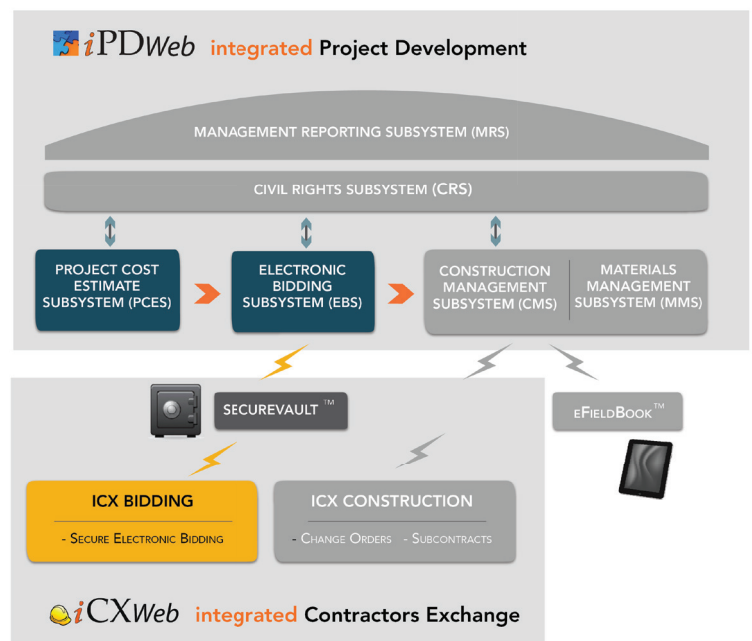 iPDWeb integrated Project Development
MANAGEMENT REPORTING SUBSYSTEM (MRS)
CIVIL RIGHTS SUBSYSTEM (CRS)
PROJECT COST
ESTIMATE
SUBSYSTEM (PCES)
ELECTRONIC
BIDDING
SUBSYSTEM (EBS)
CONSTRUCTION
MANAGEMENT
SUBSYSTEM (CMS)
MATERIALS
MANAGEMENT
SUBSYSTEM (MMS)
SECUREVAULT ™
EFIELDBOOK™
ICX BIDDING
- SECURE ELECTRONIC BIDDING
ICX CONSTRUCTION
- CHANGE ORDERS - SUBCONTRACTS
iCXWeb integrated Contractors Exchange